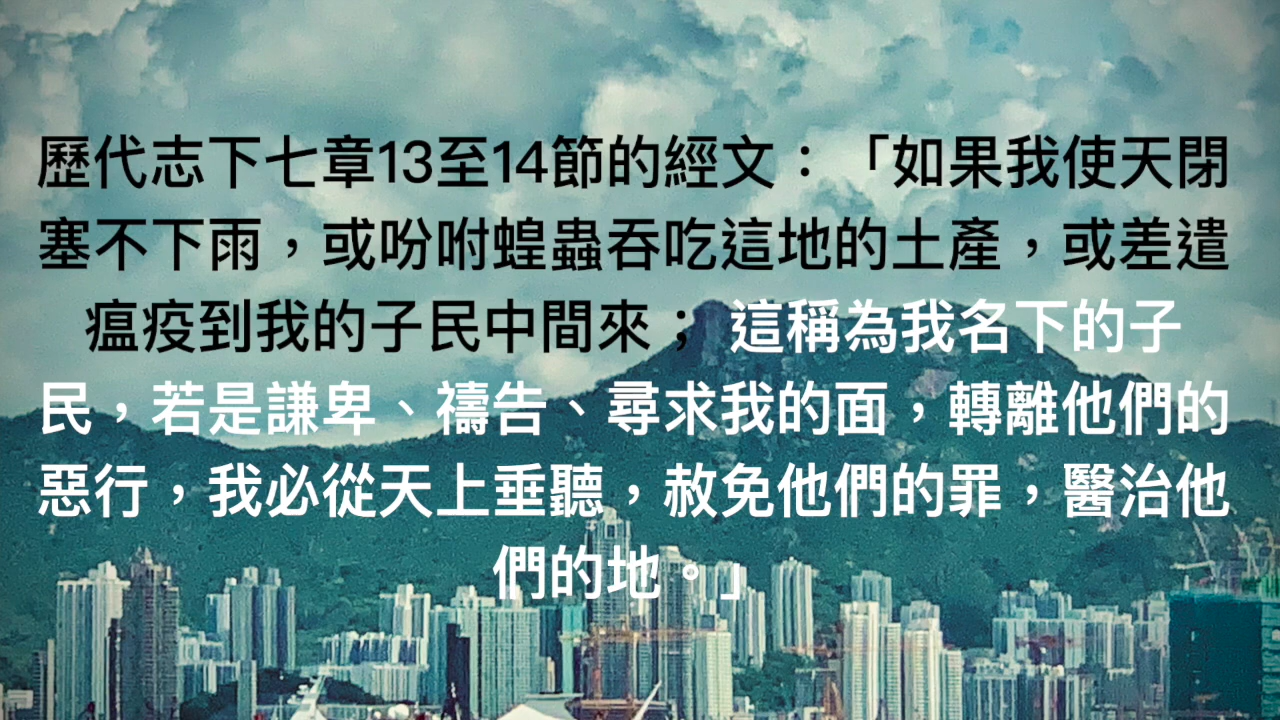 歷代志下七章13至14節的經文：「如果我使天閉
塞不下雨，或吩咐蝗蟲吞吃這地的土產，或差遣
瘟疫到我的子民中間來； 這稱為我名下的子
民，若是謙卑、禱告、尋求我的面，轉離他們的
惡行，我必從天上垂聽，赦免他們的罪，醫治他
們的地。」